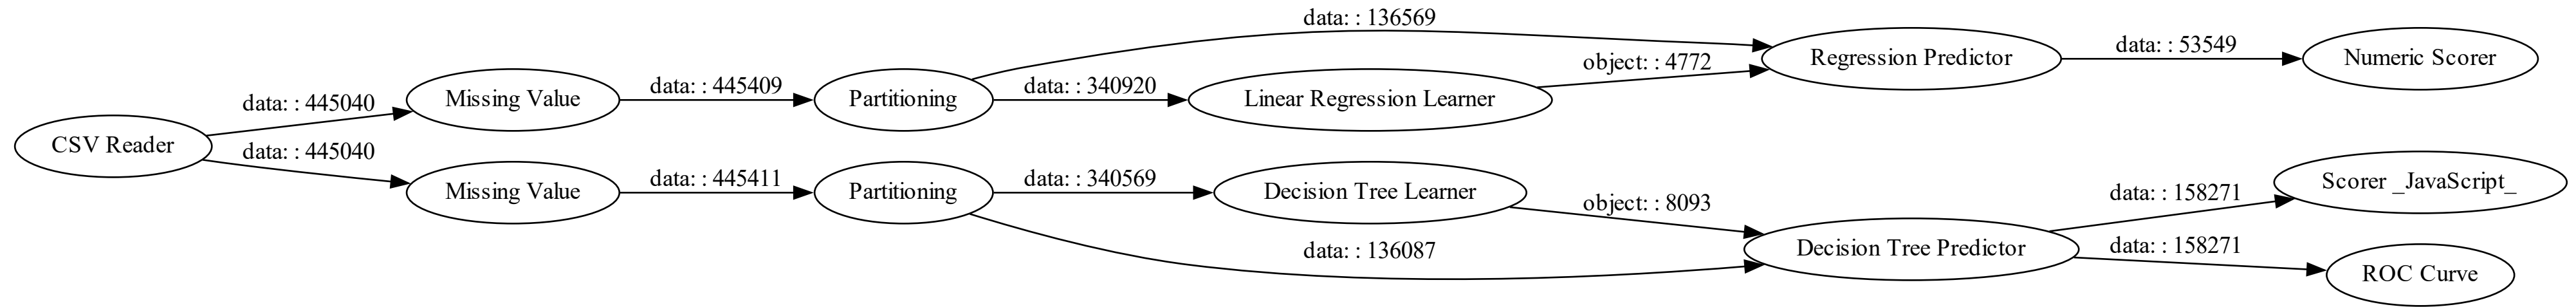 CSV Reader
data: : 445040
data: : 445040
Missing Value
data: : 445409
Partitioning
data: : 136569
data: : 340920
Linear Regression Learner
object: : 4772
Regression Predictor
data: : 53549
Numeric Scorer
Missing Value
data: : 445411
Partitioning
data: : 340569
Decision Tree Learner
object: : 8093
data: : 136087
Decision Tree Predictor
data: : 158271
Scorer _JavaScript_
data: : 158271
ROC Curve